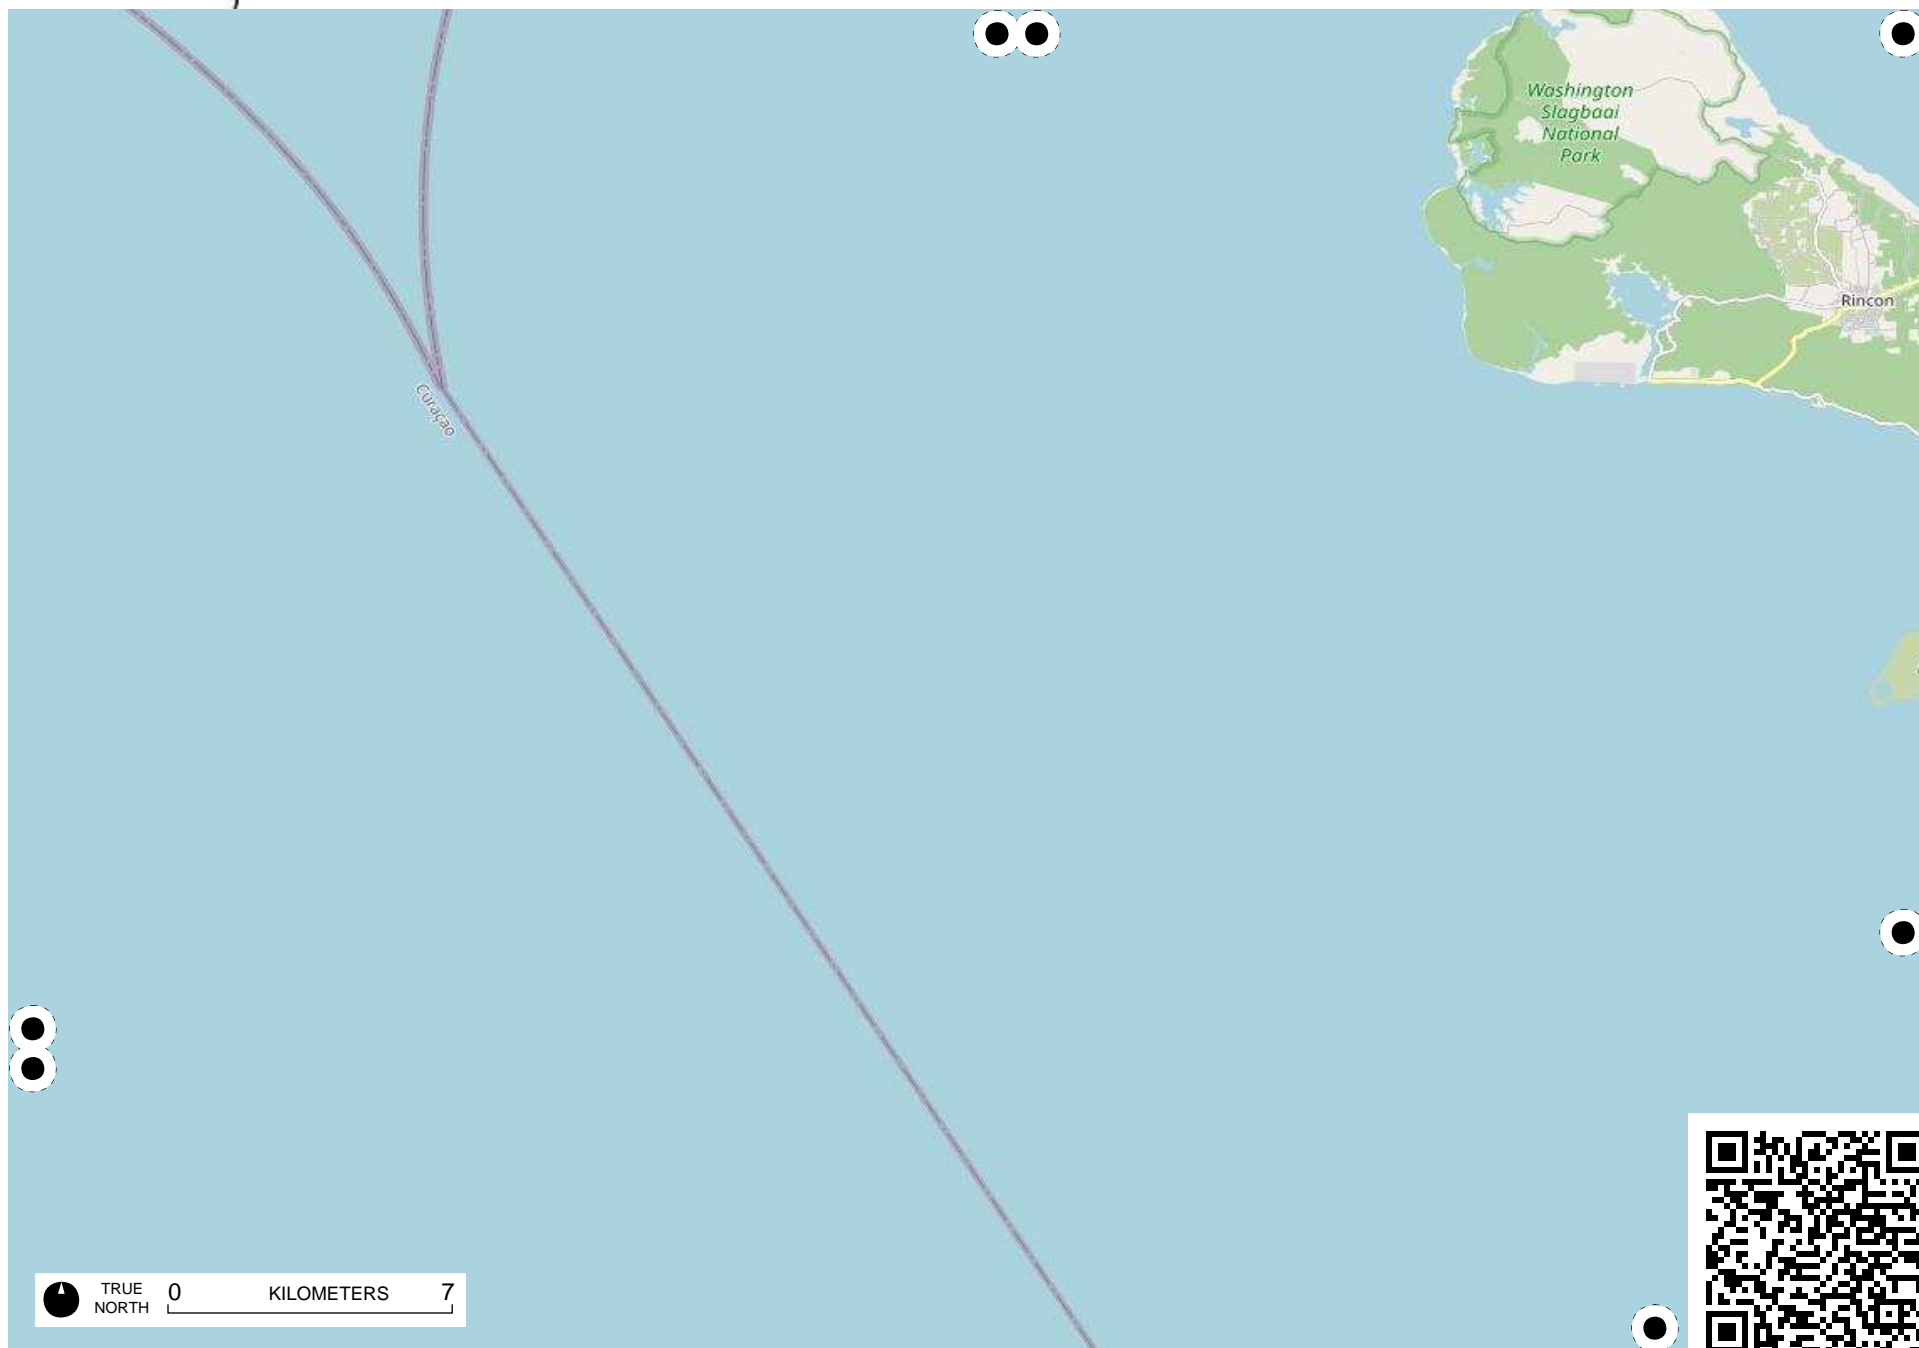 Washington
Slagbaai
National
Park
Rincon
Curaçao
TRUE
NORTH
0 KILOMETERS 7